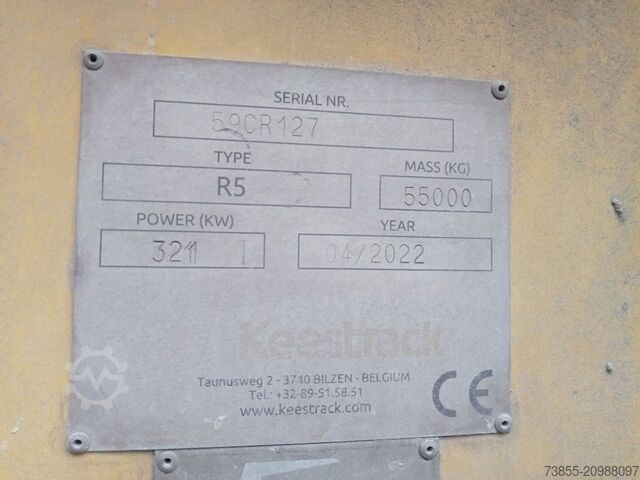 SERIAL NR.
59CR127
TYPE
MASS (KG)
R5
55000
POWER (KW)
YEAR
321
04/2022
Keestrack
Taunusweg 2 - 3740 BILZEN - BELGIUM
Tel.: +32-89-51.58.51
www.keestrack.com
CE
73855-20988097